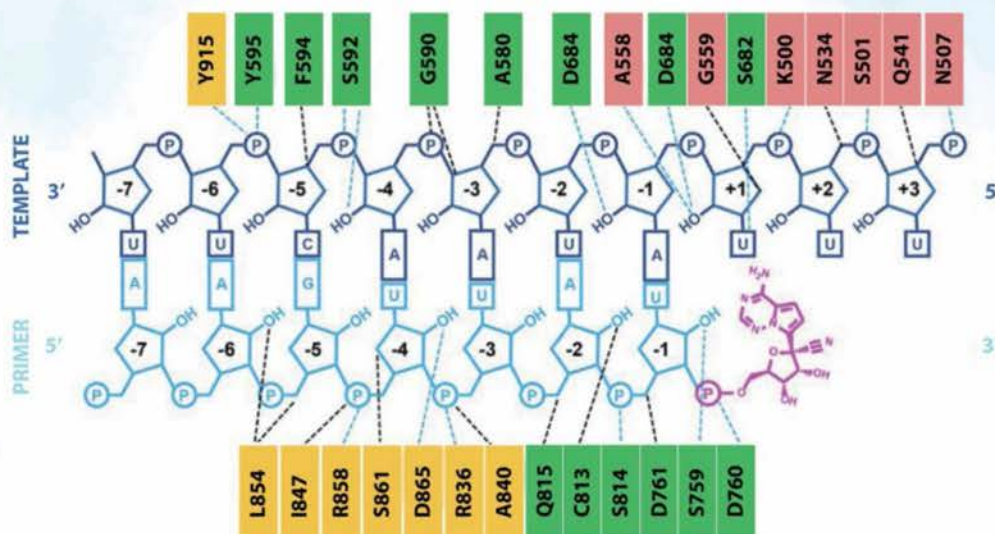 Y915 Y595 F594 S592 G590 A580 D684 A558 D684 G559 S682 K500 N534 S501 Q541 N507
P P P P P P P P P P
TEMPLATE
3′ -7 -6 -5 -4 -3 -2 -1 +1 +2 +3 5
HO HO HO HO HO HO HO HO HO HO
U U C A A U A U U U
A A G U U A U
H₂N
N N N
OH OH OH OH OH OH OH
N
PRIMER
5′ -7 -6 -5 -4 -3 -2 -1 O OH 3
P P P P P P P P O OH
L854 I847 R858 S861 D865 R836 A840 Q815 C813 S814 D761 S759 D760